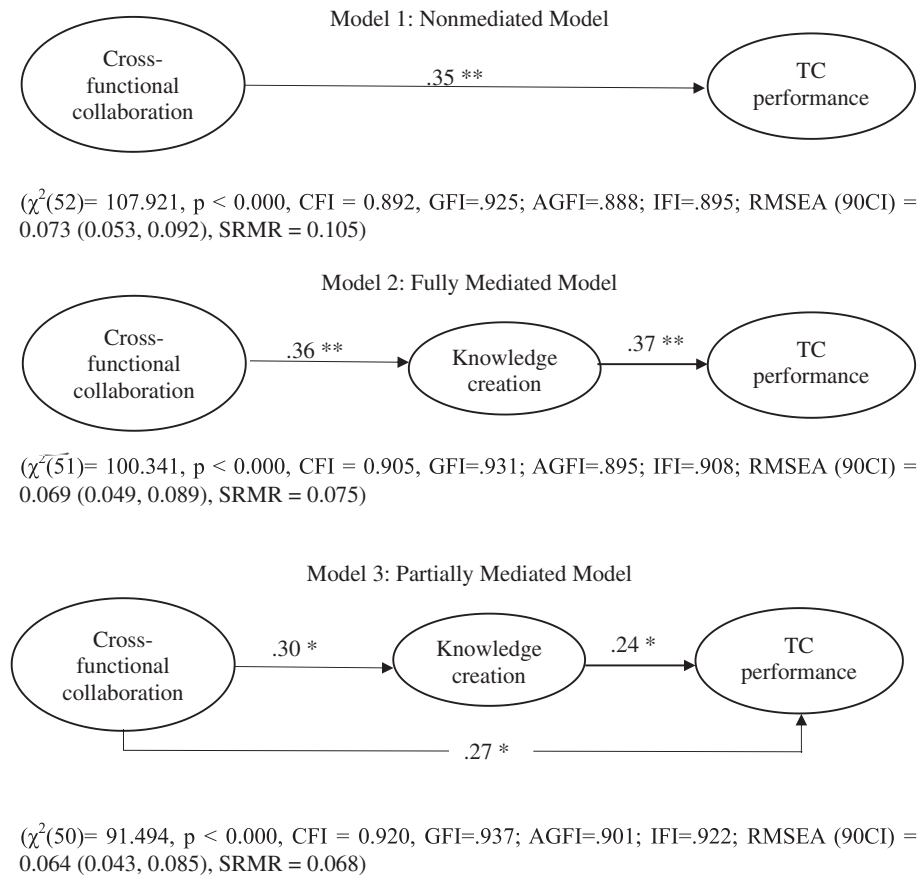 Model 1: Nonmediated Model
Cross-
functional
collaboration
.35 **
TC
performance
(χ²(52)= 107.921, p < 0.000, CFI = 0.892, GFI=.925; AGFI=.888; IFI=.895; RMSEA (90CI) =
0.073 (0.053, 0.092), SRMR = 0.105)
Model 2: Fully Mediated Model
Cross-
functional
collaboration
.36 **
Knowledge
creation
.37 **
TC
performance
(χ²(51)= 100.341, p < 0.000, CFI = 0.905, GFI=.931; AGFI=.895; IFI=.908; RMSEA (90CI) =
0.069 (0.049, 0.089), SRMR = 0.075)
Model 3: Partially Mediated Model
Cross-
functional
collaboration
.30 *
Knowledge
creation
.24 *
TC
performance
.27 *
(χ²(50)= 91.494, p < 0.000, CFI = 0.920, GFI=.937; AGFI=.901; IFI=.922; RMSEA (90CI) =
0.064 (0.043, 0.085), SRMR = 0.068)